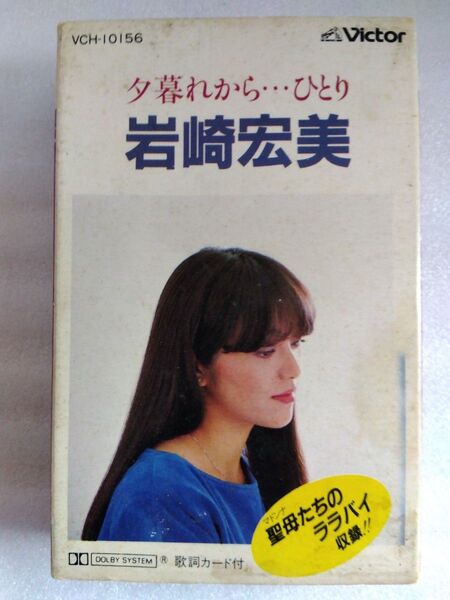 VCH-10156
Victor
夕暮れから…ひとり
岩崎宏美
マドンナ
聖母たちの
ララバイ
収録!!
DOLBY SYSTEM ® 歌詞カード付